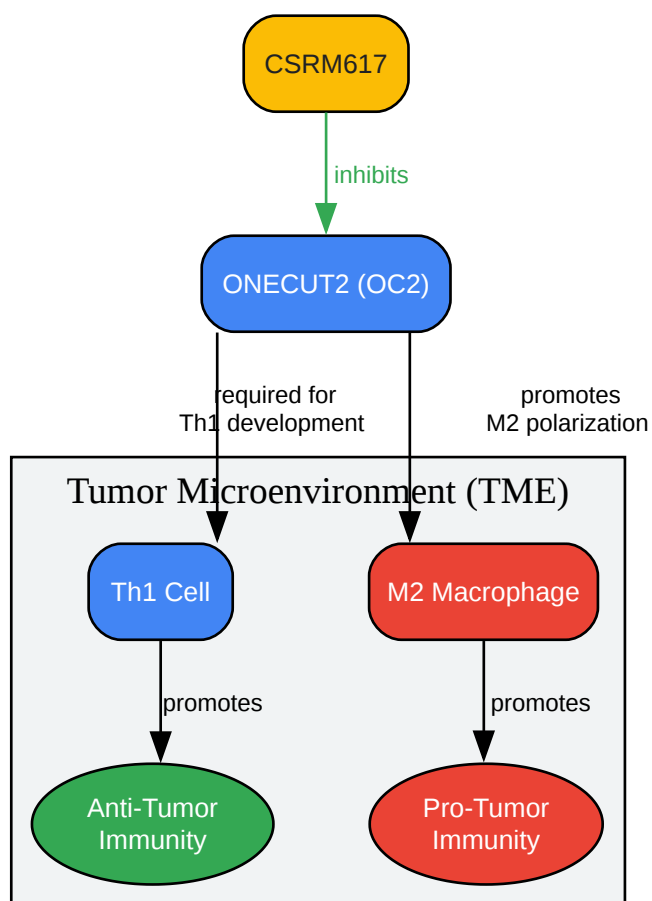 CSRM617
inhibits
ONECUT2 (OC2)
required for
Th1 development
promotes
M2 polarization
Tumor Microenvironment (TME)
Th1 Cell
M2 Macrophage
promotes
promotes
Anti-Tumor
Immunity
Pro-Tumor
Immunity